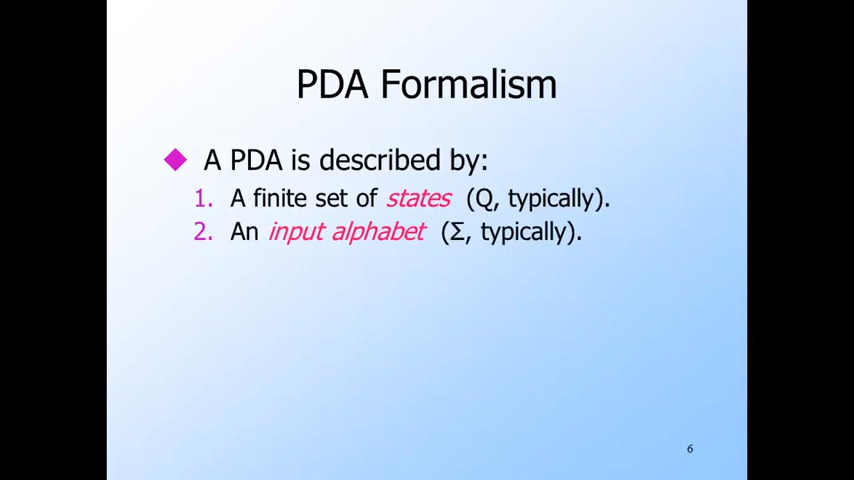 PDA Formalism
◆ A PDA is described by:
1. A finite set of states (Q, typically).
2. An input alphabet (Σ, typically).
6